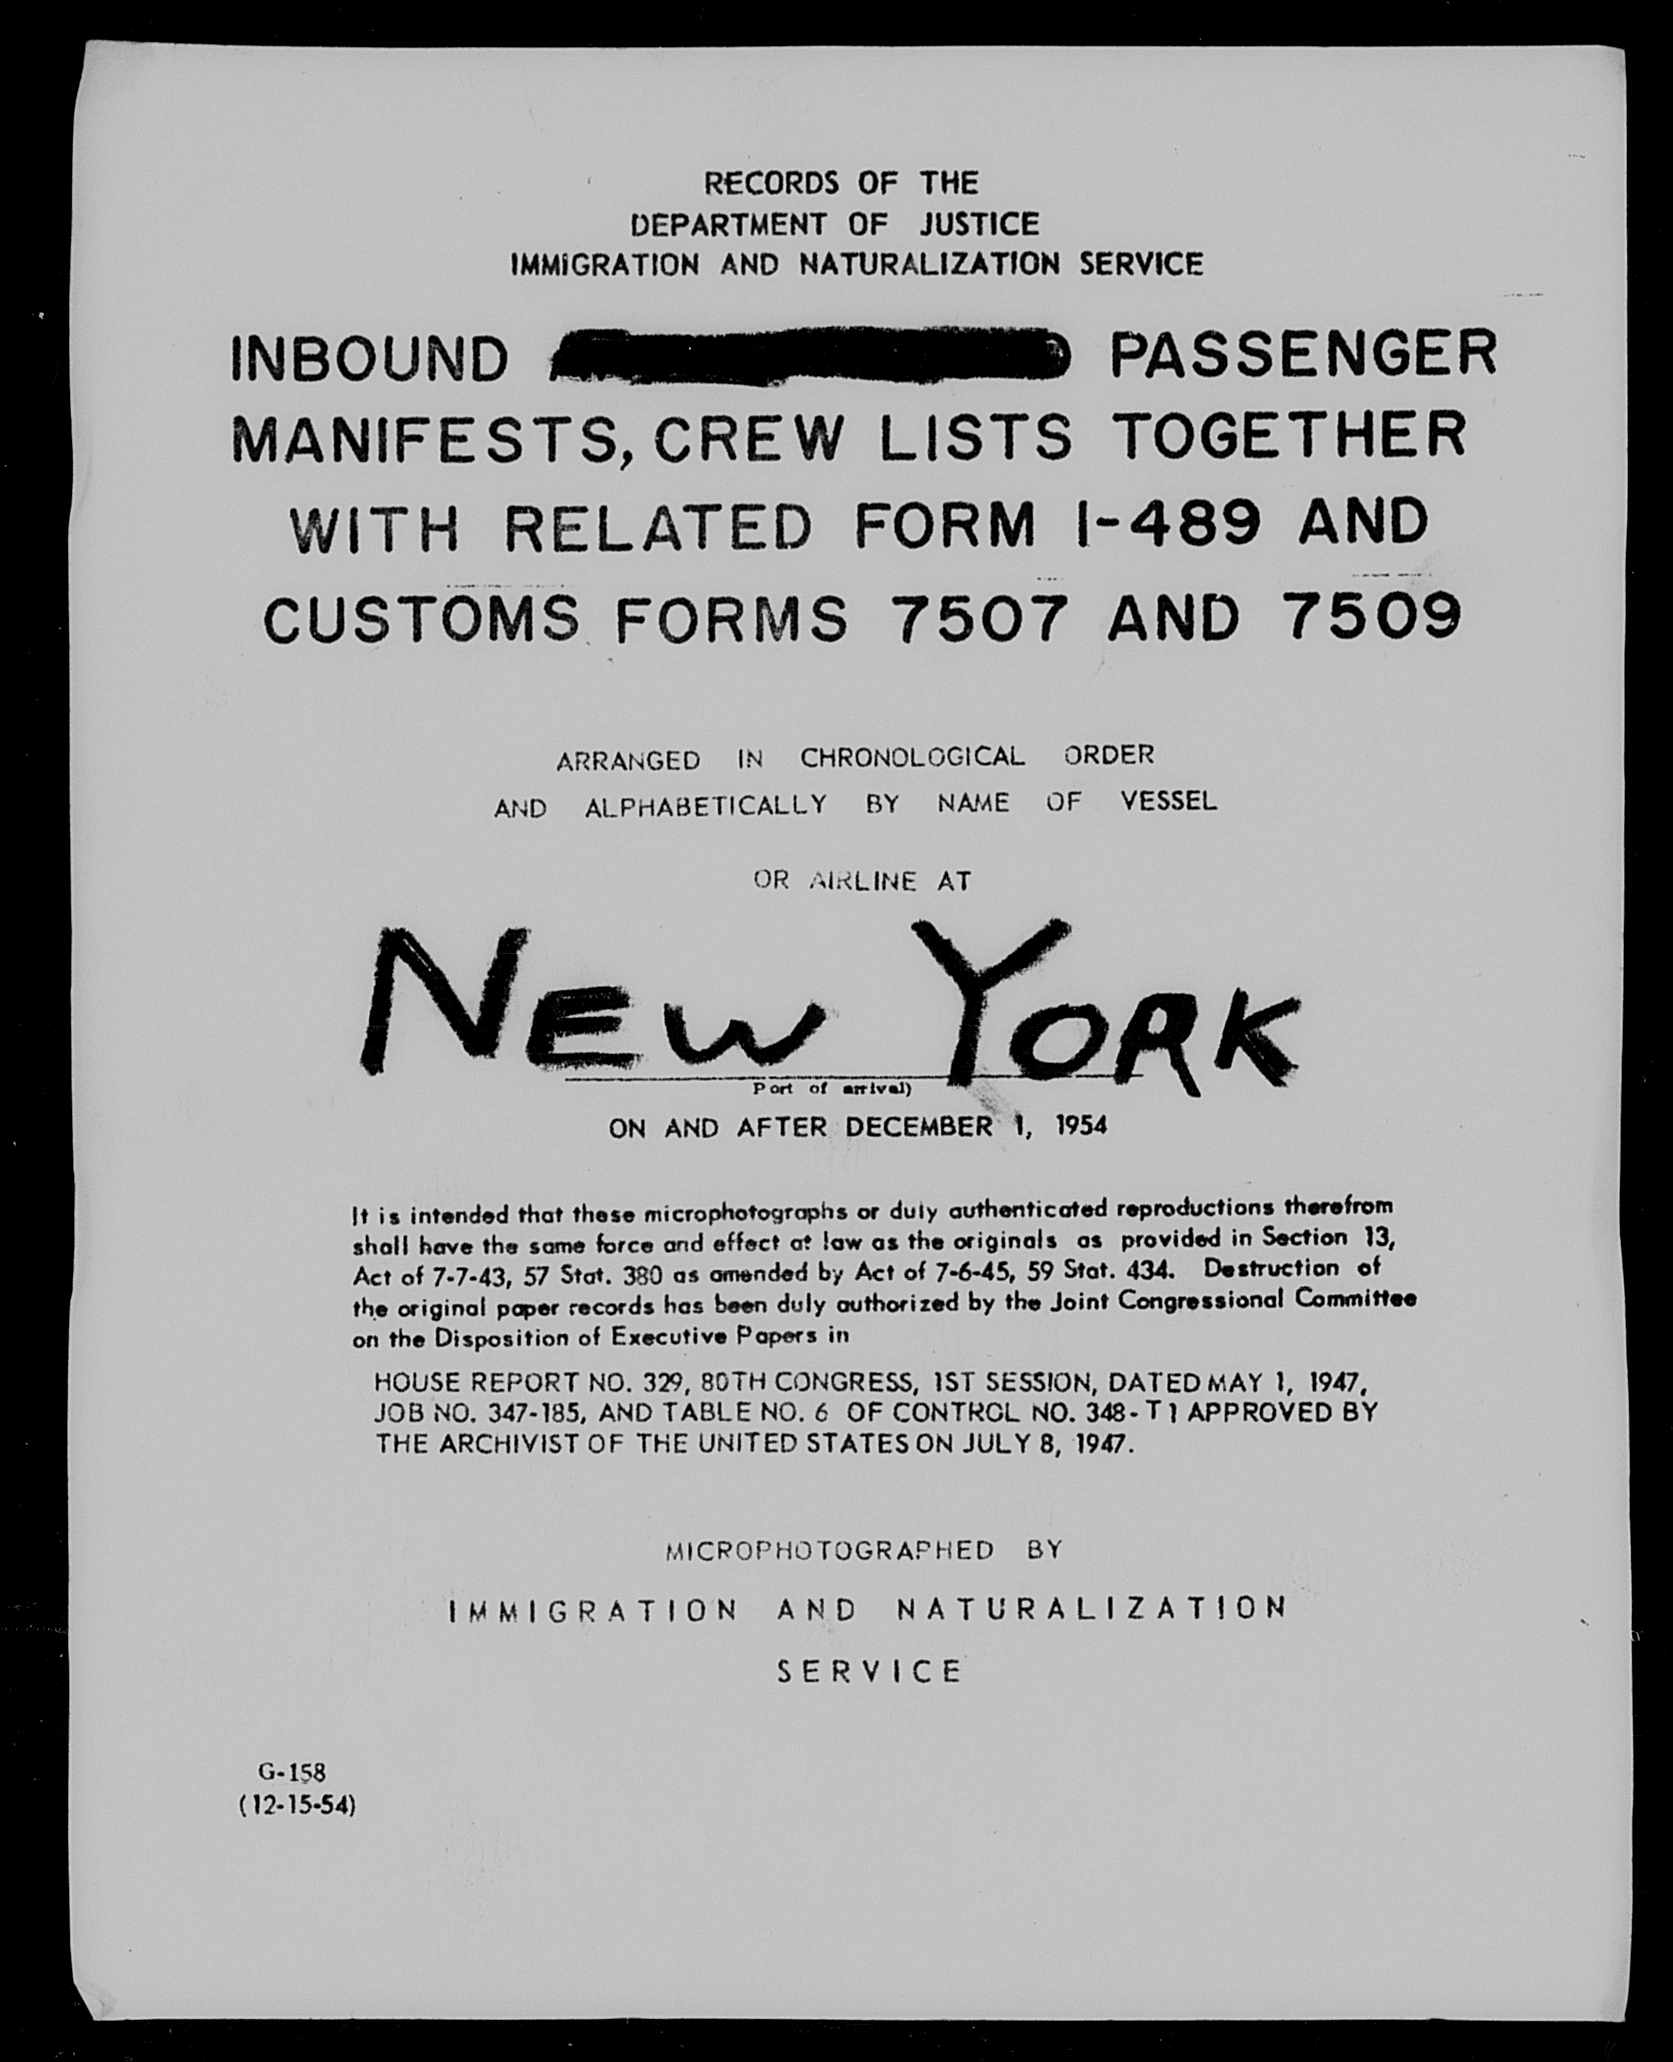 RECORDS OF THE
DEPARTMENT OF JUSTICE
IMMIGRATION AND NATURALIZATION SERVICE
INBOUND PASSENGER
MANIFESTS, CREW LISTS TOGETHER
WITH RELATED FORM I-489 AND
CUSTOMS FORMS 7507 AND 7509
ARRANGED IN CHRONOLOGICAL ORDER
AND ALPHABETICALLY BY NAME OF VESSEL
OR AIRLINE AT
NEW YORK
Port of arrival)
ON AND AFTER DECEMBER 1, 1954
It is intended that these microphotographs or duly authenticated reproductions therefrom
shall have the same force and effect at law as the originals as provided in Section 13,
Act of 7-7-43, 57 Stat. 380 as amended by Act of 7-6-45, 59 Stat. 434. Destruction of
the original paper records has been duly authorized by the Joint Congressional Committee
on the Disposition of Executive Papers in
HOUSE REPORT NO. 329, 80TH CONGRESS, 1ST SESSION, DATED MAY 1, 1947,
JOB NO. 347-185, AND TABLE NO. 6 OF CONTROL NO. 348-T1 APPROVED BY
THE ARCHIVIST OF THE UNITED STATES ON JULY 8, 1947.
MICROPHOTOGRAPHED BY
IMMIGRATION AND NATURALIZATION
SERVICE
G-158
(12-15-54)